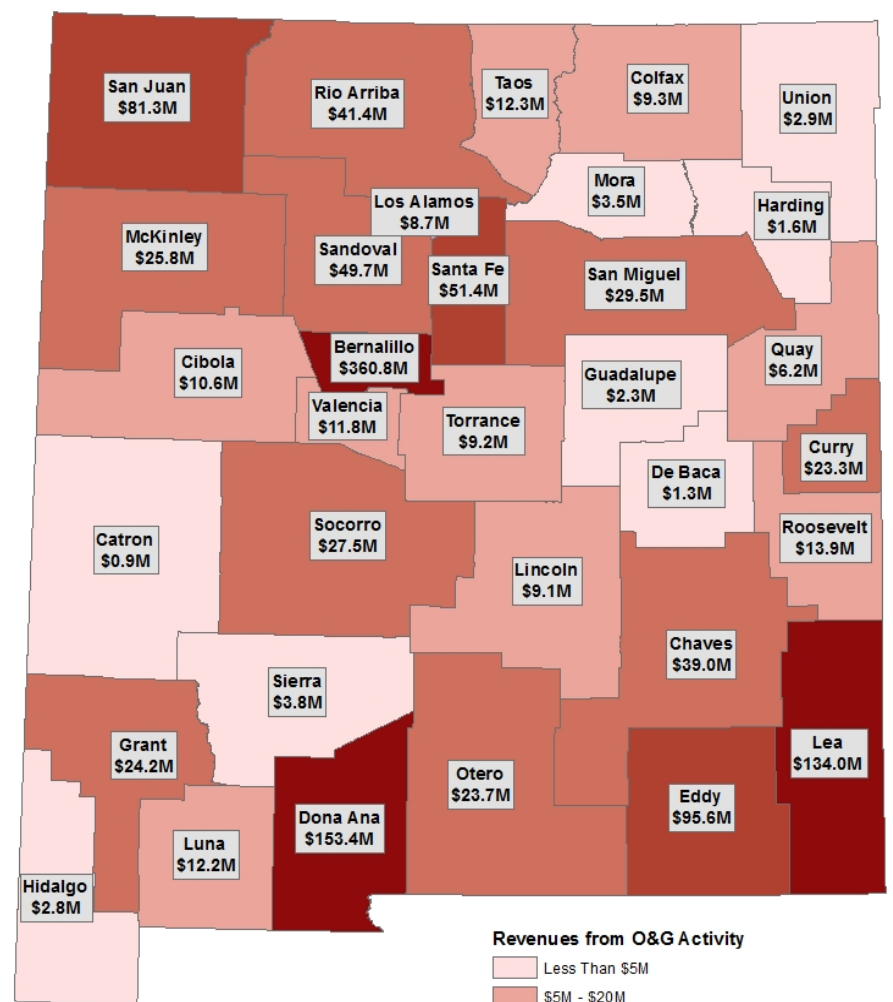 San Juan
$81.3M
Rio Arriba
$41.4M
Taos
$12.3M
Colfax
$9.3M
Union
$2.9M
Mora
$3.5M
Harding
$1.6M
Los Alamos
$8.7M
McKinley
$25.8M
Sandoval
$49.7M
Santa Fe
$51.4M
San Miguel
$29.5M
Cibola
$10.6M
Bernalillo
$360.8M
Guadalupe
$2.3M
Quay
$6.2M
Valencia
$11.8M
Torrance
$9.2M
Curry
$23.3M
De Baca
$1.3M
Catron
$0.9M
Socorro
$27.5M
Roosevelt
$13.9M
Lincoln
$9.1M
Chaves
$39.0M
Sierra
$3.8M
Grant
$24.2M
Lea
$134.0M
Otero
$23.7M
Eddy
$95.6M
Dona Ana
$153.4M
Luna
$12.2M
Hidalgo
$2.8M
Revenues from O&G Activity
Less Than $5M
$5M - $20M